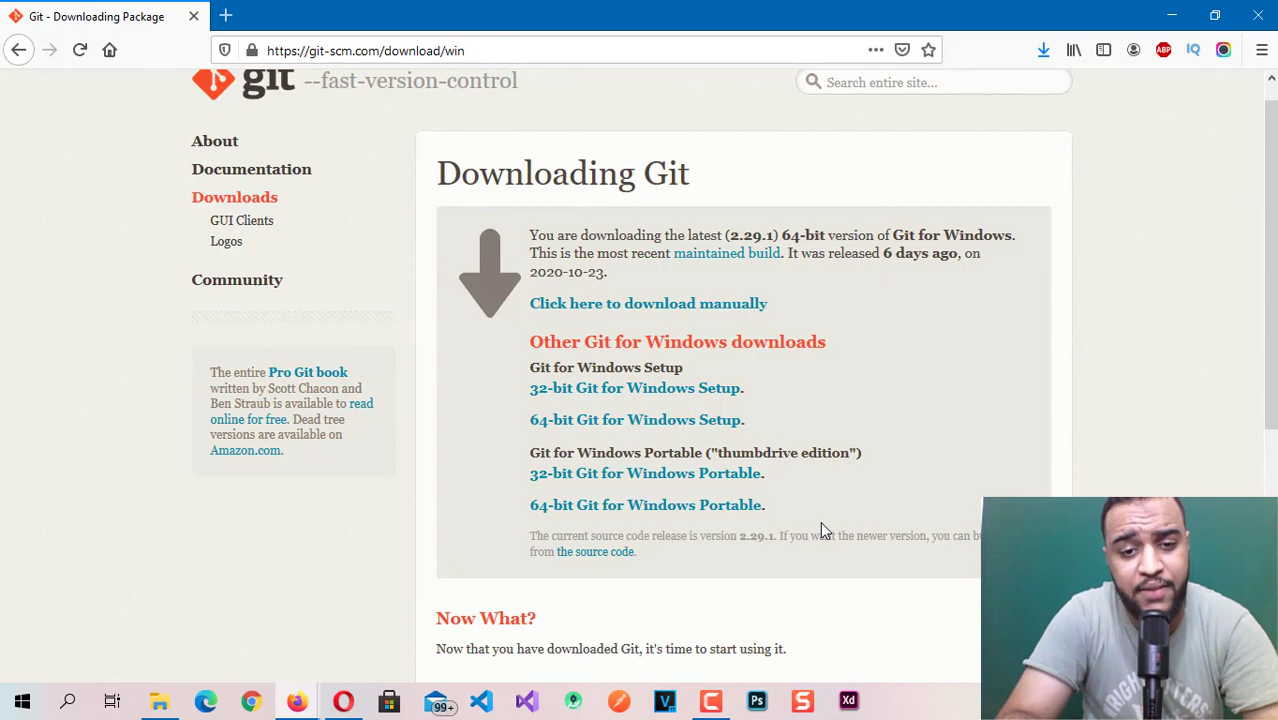 Git - Downloading Package
https://git-scm.com/download/win
ABP
IQ
git --fast-version-control
Search entire site...
About
Documentation
Downloads
GUI Clients
Logos
Community
The entire Pro Git book
written by Scott Chacon and
Ben Straub is available to read
online for free. Dead tree
versions are available on
Amazon.com.
Downloading Git
You are downloading the latest (2.29.1) 64-bit version of Git for Windows.
This is the most recent maintained build. It was released 6 days ago, on
2020-10-23.
Click here to download manually
Other Git for Windows downloads
Git for Windows Setup
32-bit Git for Windows Setup.
64-bit Git for Windows Setup.
Git for Windows Portable ("thumbdrive edition")
32-bit Git for Windows Portable.
64-bit Git for Windows Portable.
The current source code release is version 2.29.1. If you want the newer version, you can
from the source code.
Now What?
Now that you have downloaded Git, it's time to start using it.
99+
Ps
S
Xd